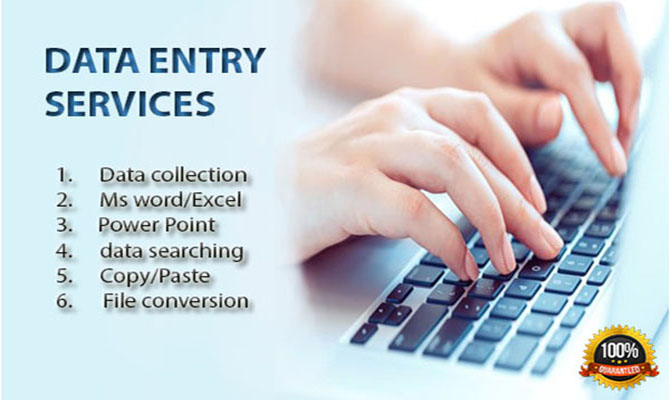 DATA ENTRY
SERVICES
1. Data collection
2. Ms word/Excel
3. Power Point
4. data searching
5. Copy/Paste
6. File conversion
100%
GUARANTEED